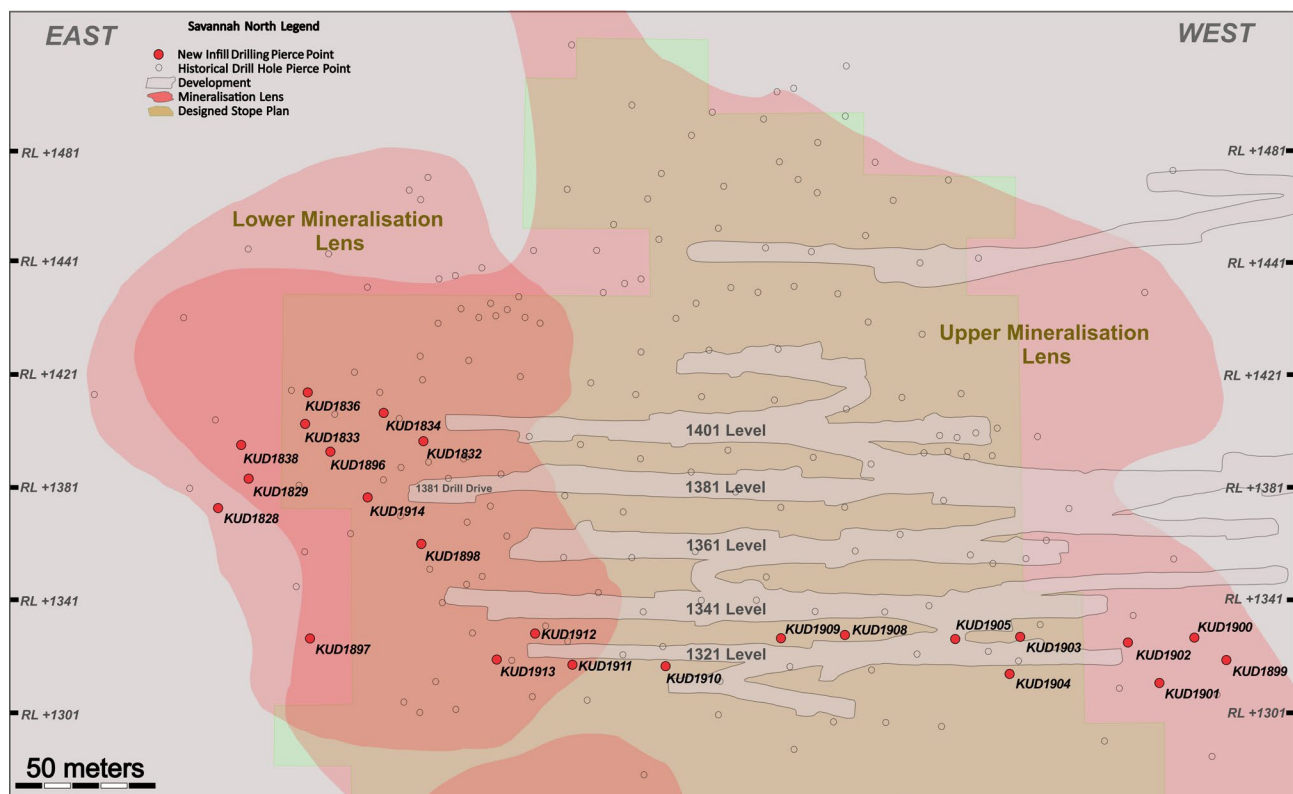 EAST
Savannah North Legend
WEST
New Infill Drilling Pierce Point
Historical Drill Hole Pierce Point
Development
Mineralisation Lens
Designed Stope Plan
RL +1481
RL +1481
Lower Mineralisation
Lens
RL +1441
RL +1441
Upper Mineralisation
Lens
RL +1421
RL +1421
KUD1836
KUD1834
KUD1833
1401 Level
KUD1832
KUD1838
KUD1896
KUD1829
RL +1381
1381 Drill Drive
1381 Level
RL +1381
KUD1914
KUD1828
1361 Level
KUD1898
RL +1341
1341 Level
RL +1341
KUD1912
KUD1909
KUD1908
KUD1905
KUD1900
KUD1903
KUD1897
1321 Level
KUD1902
KUD1913
KUD1911
KUD1910
KUD1899
KUD1904
KUD1901
RL +1301
RL +1301
50 meters